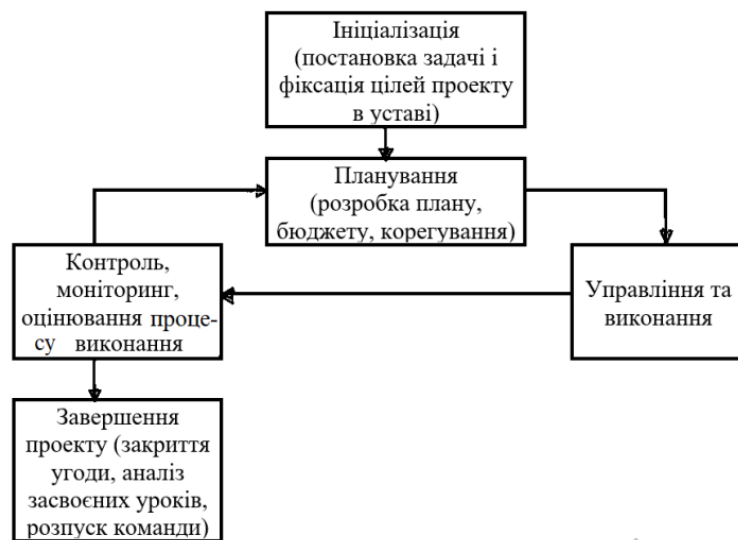 Ініціалізація
(постановка задачі і
фіксація цілей проекту
в уставі)
Планування
(розробка плану,
бюджету, корегування)
Контроль,
моніторинг,
оцінювання проце-
су виконання
Управління та
виконання
Завершення
проекту (закриття
угоди, аналіз
засвоєних уроків,
розпуск команди)